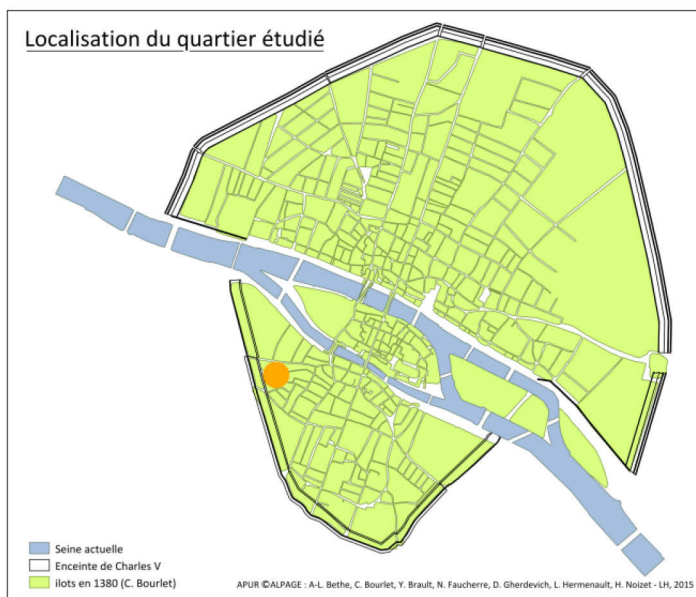 Localisation du quartier étudié
Seine actuelle
Enceinte de Charles V
ilots en 1380 (C. Bourlet)
APUR ©ALPAGE : A-L. Bethe, C. Bourlet, Y. Brault, N. Faucherre, D. Gherdevich, L. Hermenault, H. Noizet - LH, 2015